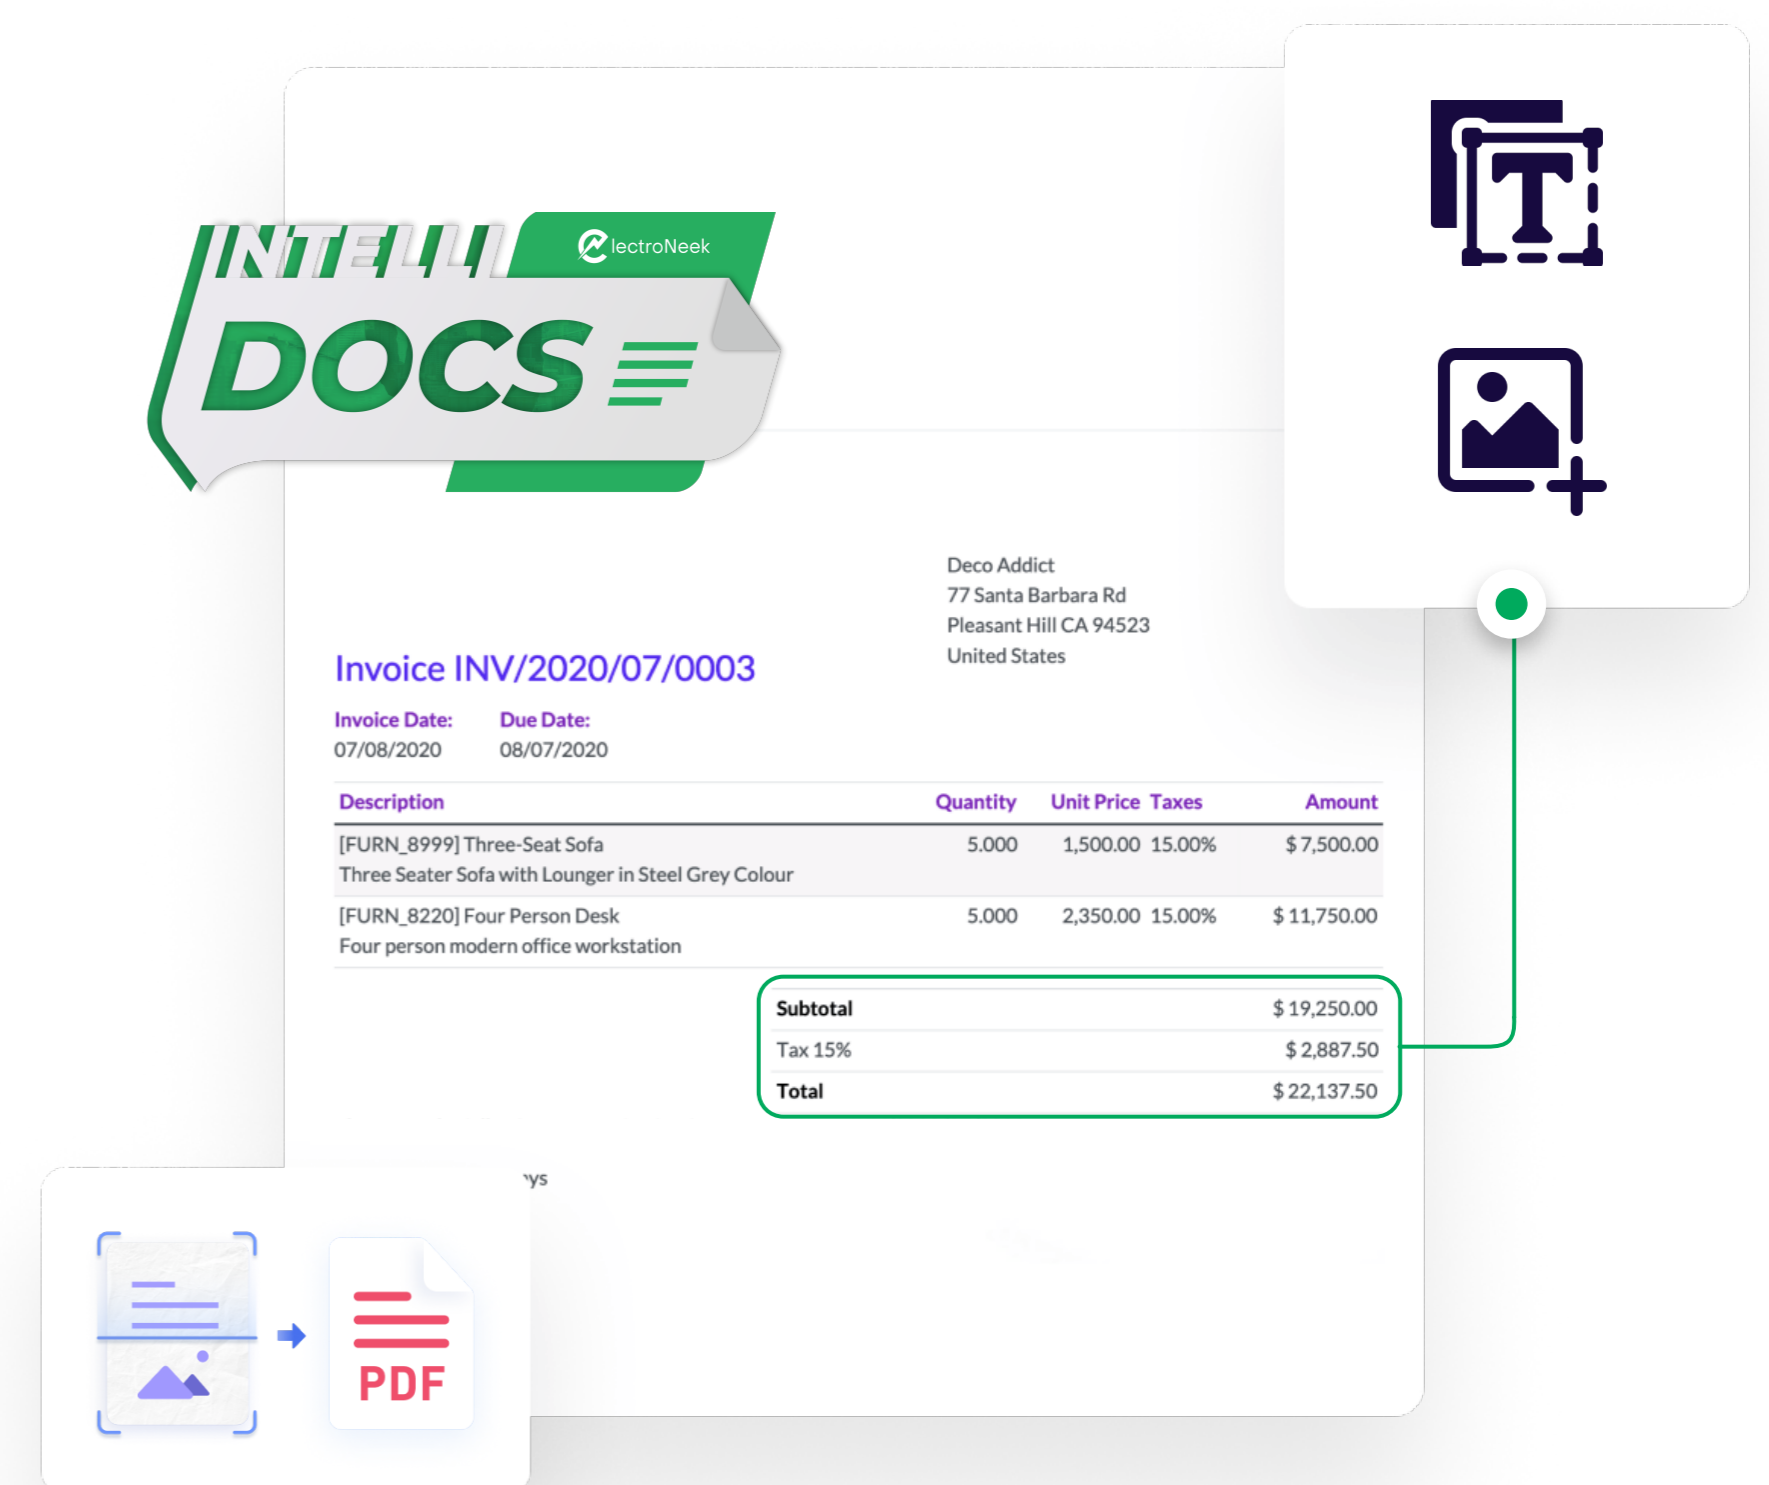 INTELLI
lectroNeek
DOCS
T
Deco Addict
77 Santa Barbara Rd
Pleasant Hill CA 94523
United States
Invoice INV/2020/07/0003
Invoice Date: Due Date:
07/08/2020 08/07/2020
Description Quantity Unit Price Taxes Amount
[FURN_8999] Three-Seat Sofa 5.000 1,500.00 15.00% $ 7,500.00
Three Seater Sofa with Lounger in Steel Grey Colour
[FURN_8220] Four Person Desk 5.000 2,350.00 15.00% $ 11,750.00
Four person modern office workstation
Subtotal $ 19,250.00
Tax 15% $ 2,887.50
Total $ 22,137.50
PDF